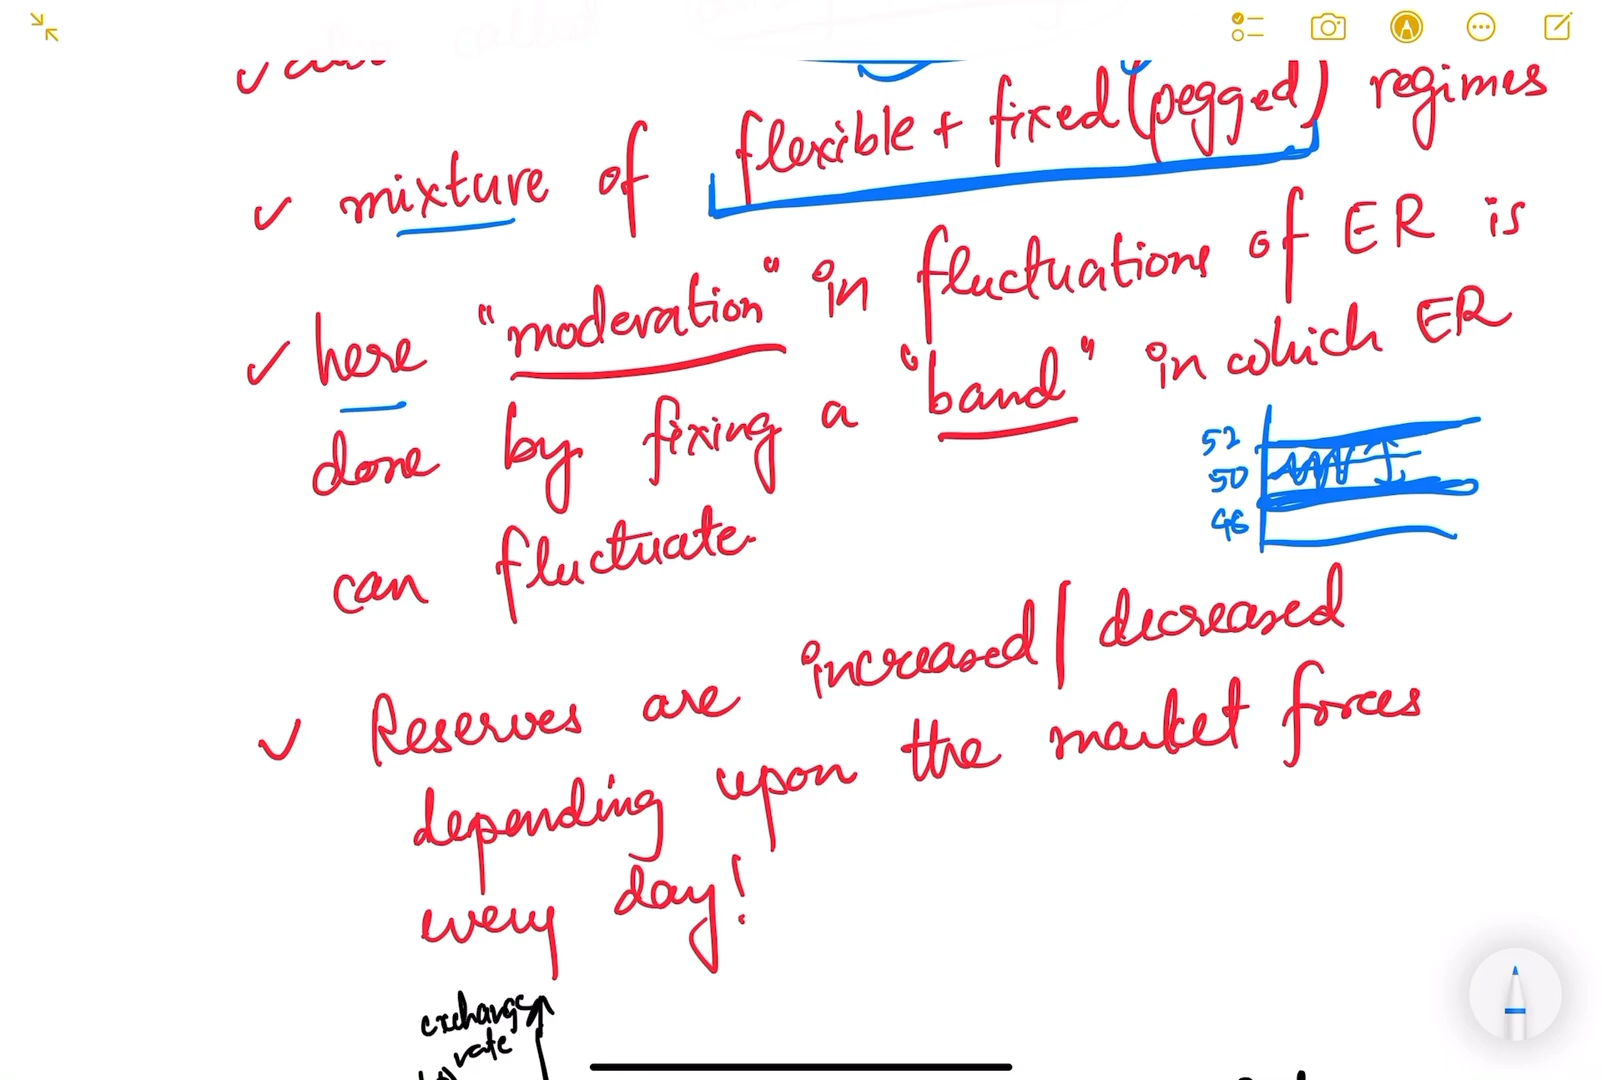 ✓ mixture of flexible + fixed (pegged) regimes
✓ here "moderation" in fluctuations of ER is
done by fixing a "band" in which ER
can fluctuate
52
50
48
✓ Reserves are increased / decreased
depending upon the market forces
every day!
exchange
rate